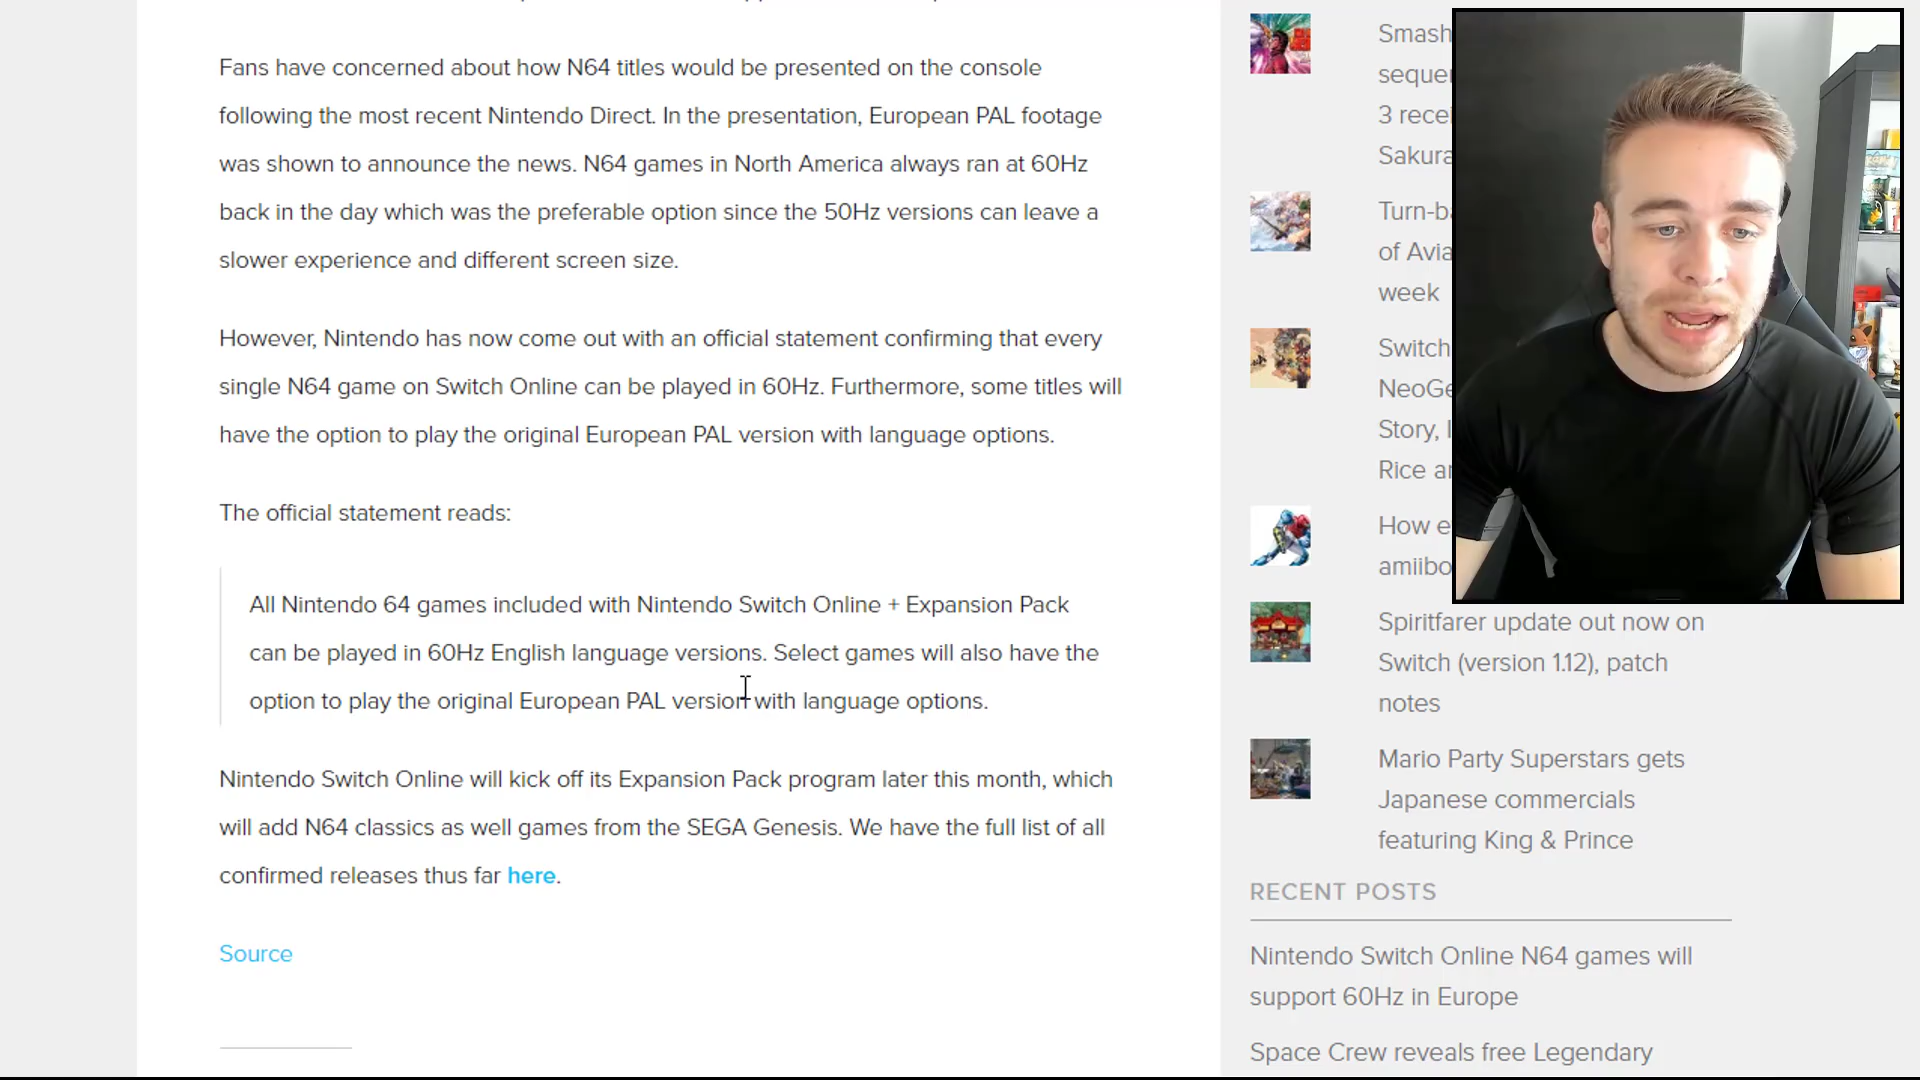 Fans have concerned about how N64 titles would be presented on the console
following the most recent Nintendo Direct. In the presentation, European PAL footage
was shown to announce the news. N64 games in North America always ran at 60Hz
back in the day which was the preferable option since the 50Hz versions can leave a
slower experience and different screen size.
However, Nintendo has now come out with an official statement confirming that every
single N64 game on Switch Online can be played in 60Hz. Furthermore, some titles will
have the option to play the original European PAL version with language options.
The official statement reads:
All Nintendo 64 games included with Nintendo Switch Online + Expansion Pack
can be played in 60Hz English language versions. Select games will also have the
option to play the original European PAL version with language options.
Nintendo Switch Online will kick off its Expansion Pack program later this month, which
will add N64 classics as well games from the SEGA Genesis. We have the full list of all
confirmed releases thus far here.
Source
Smash
seque
3 rece
Sakura
Turn-ba
of Avia
week
Switch
NeoGe
Story, 
Rice a
How e
amiibo
Spiritfarer update out now on
Switch (version 1.12), patch
notes
Mario Party Superstars gets
Japanese commercials
featuring King & Prince
RECENT POSTS
Nintendo Switch Online N64 games will
support 60Hz in Europe
Space Crew reveals free Legendary